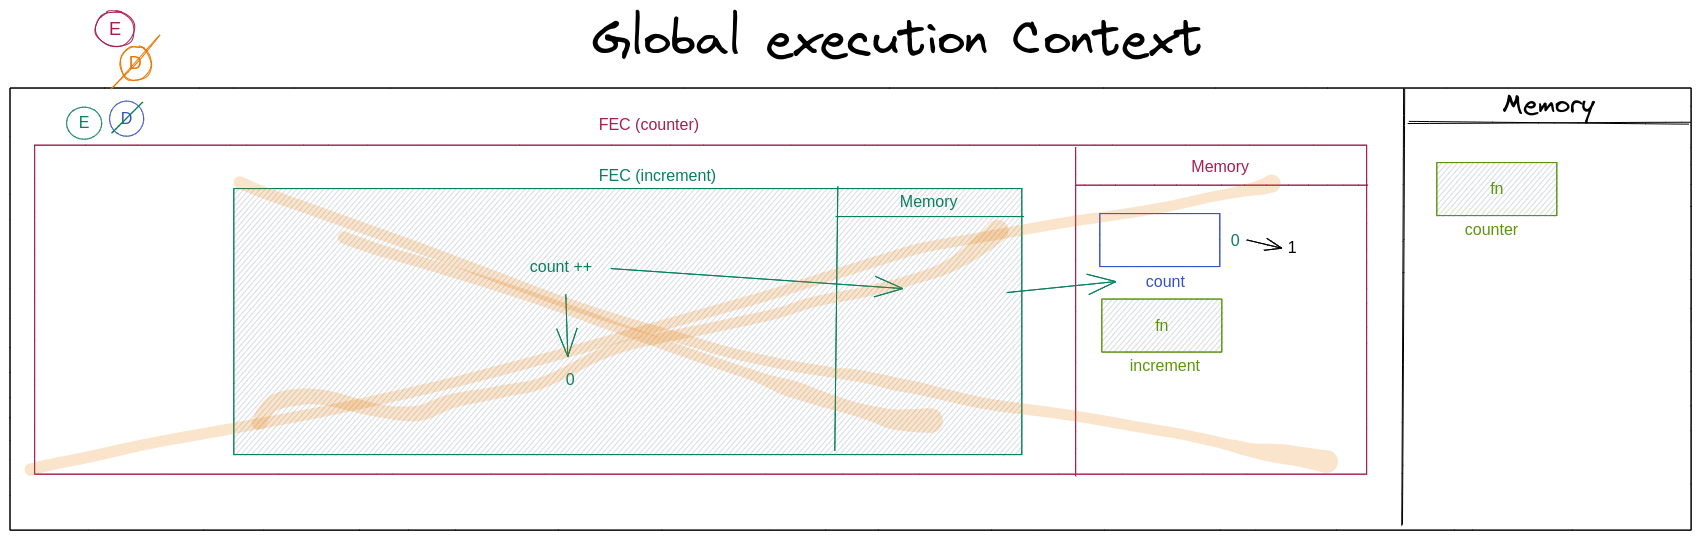 Global execution Context
E
D
E
D
Memory
FEC (counter)
Memory
FEC (increment)
Memory
fn
counter
count ++
0
0
1
count
fn
increment